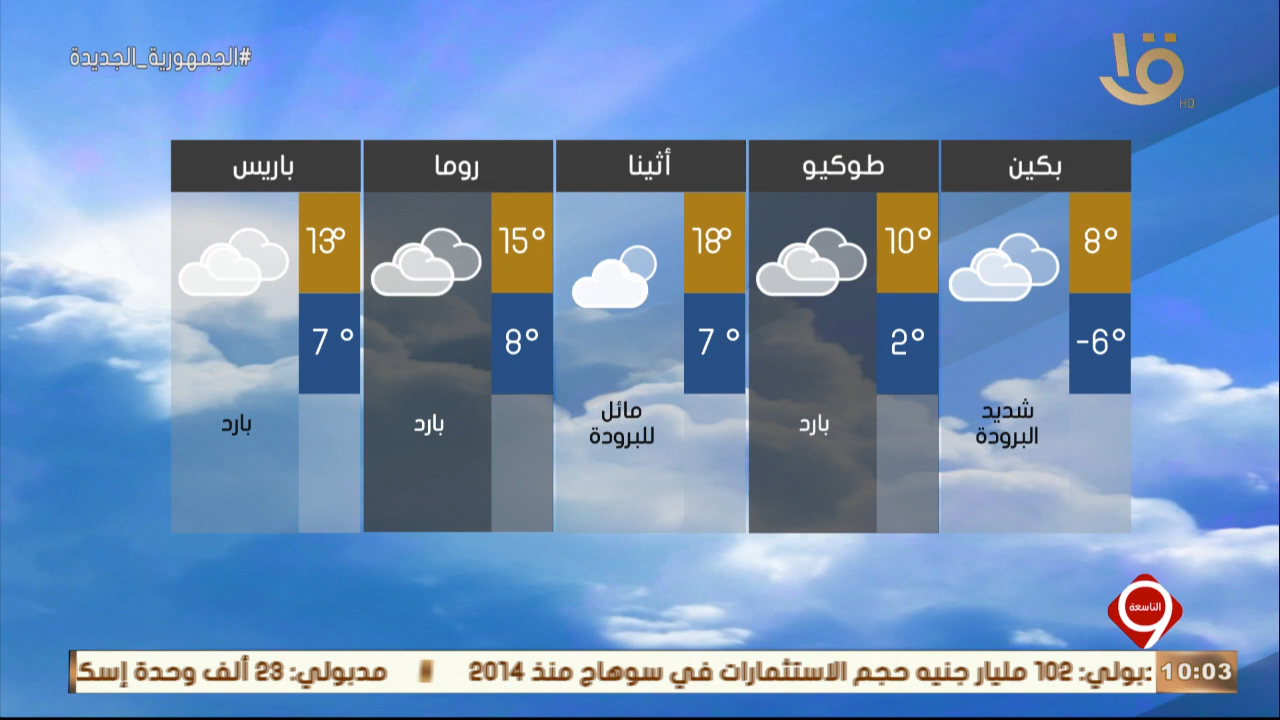 #الجمهورية_الجديدة
HD
بكين
8°
-6°
شديد
البرودة
طوكيو
10°
2°
بارد
أثينا
18°
7 °
مائل
للبرودة
روما
15°
8°
بارد
باريس
13°
7 °
بارد
التاسعة
9
10:03
بولي: 102 مليار جنيه حجم الاستثمارات في سوهاج منذ 2014 مدبولي: 23 ألف وحدة إسك